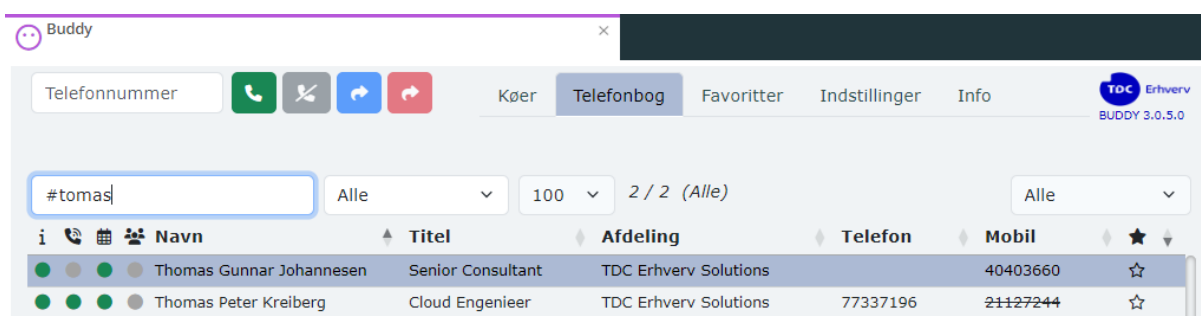 Buddy ×
Telefonnummer Køer Telefonbog Favoritter Indstillinger Info TDC Erhverv
BUDDY 3.0.5.0
#tomas Alle 100 2 / 2 (Alle) Alle
i Navn Titel Afdeling Telefon Mobil
Thomas Gunnar Johannesen Senior Consultant TDC Erhverv Solutions 40403660
Thomas Peter Kreiberg Cloud Engenieer TDC Erhverv Solutions 77337196 21127244